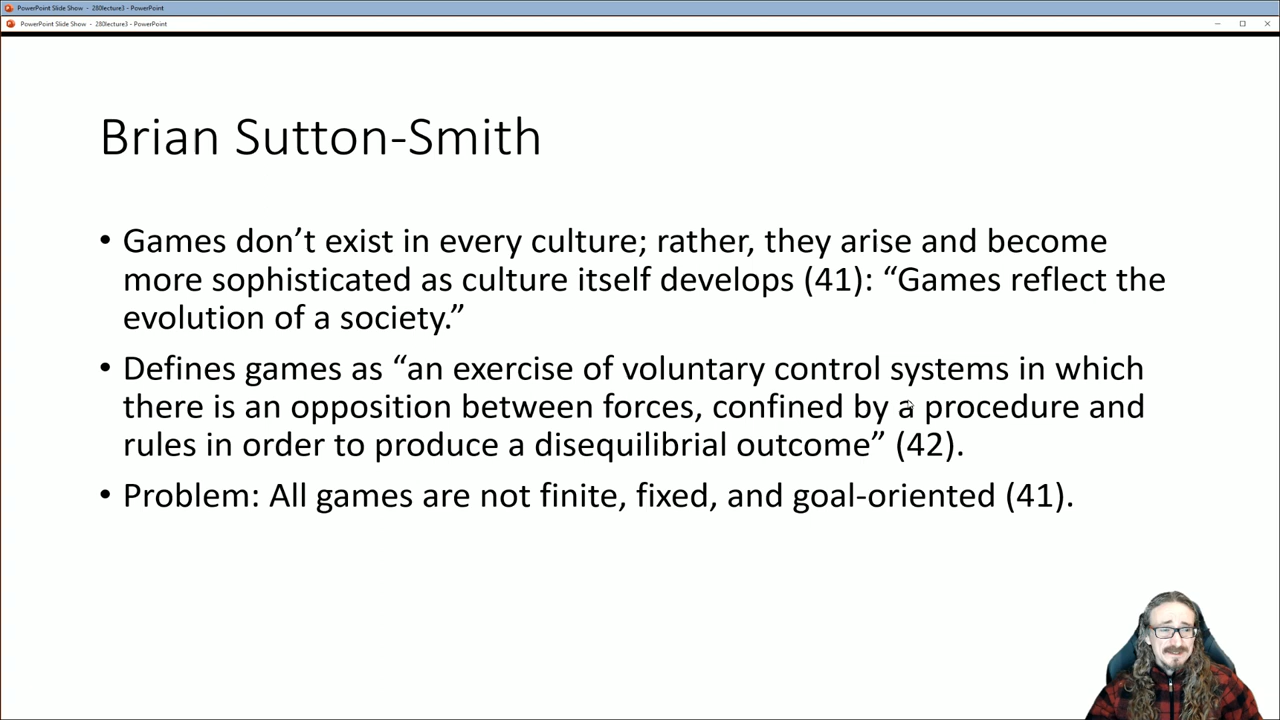 PowerPoint Slide Show - 280lecture3 - PowerPoint
PowerPoint Slide Show - 280lecture3 - PowerPoint
Brian Sutton-Smith
• Games don’t exist in every culture; rather, they arise and become
more sophisticated as culture itself develops (41): “Games reflect the
evolution of a society.”
• Defines games as “an exercise of voluntary control systems in which
there is an opposition between forces, confined by a procedure and
rules in order to produce a disequilibrial outcome” (42).
• Problem: All games are not finite, fixed, and goal-oriented (41).